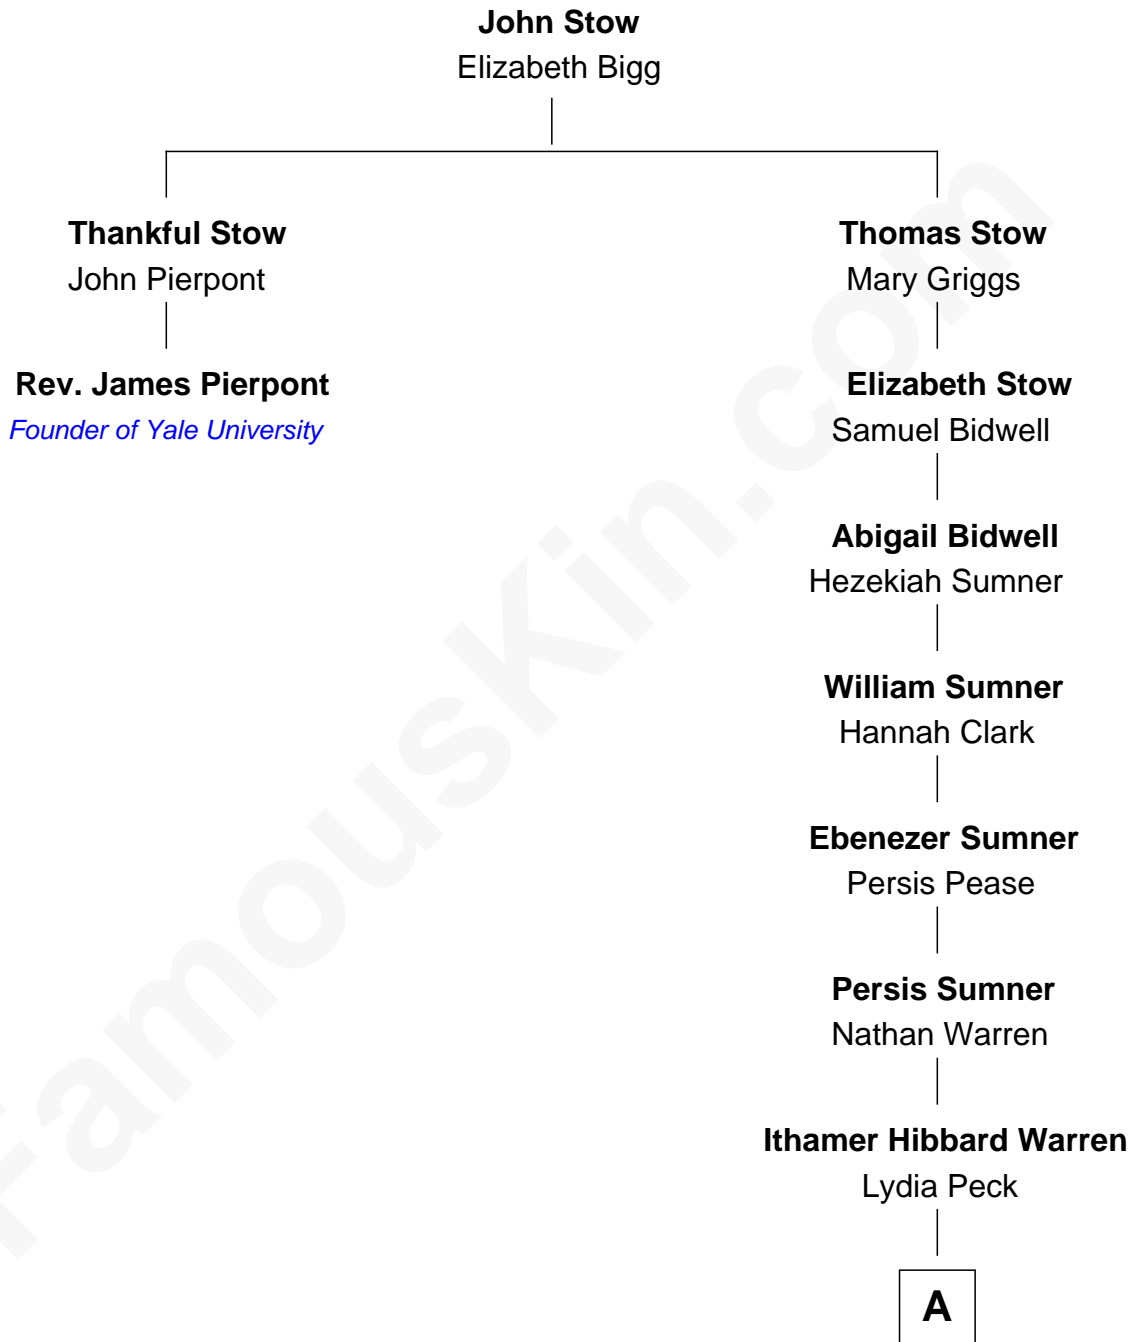 John Stow
Elizabeth Bigg
Thankful Stow
John Pierpont
Rev. James Pierpont
Founder of Yale University
Thomas Stow
Mary Griggs
Elizabeth Stow
Samuel Bidwell
Abigail Bidwell
Hezekiah Sumner
William Sumner
Hannah Clark
Ebenezer Sumner
Persis Pease
Persis Sumner
Nathan Warren
Ithamer Hibbard Warren
Lydia Peck
A
FamousKin.com